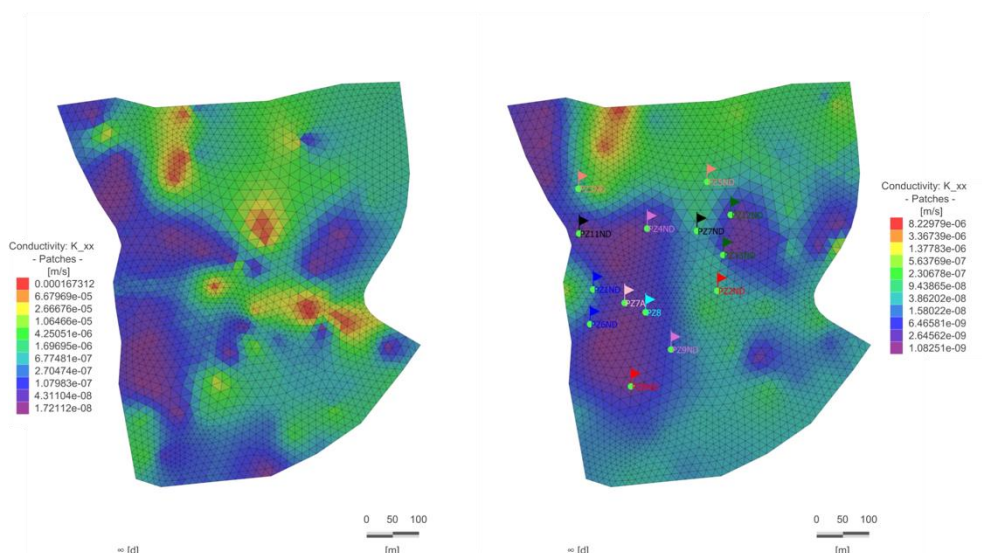 Conductivity: K_xx
- Patches -
[m/s]
0.000167312
6.67969e-05
2.66676e-05
1.06465e-05
4.25051e-06
1.69695e-06
6.77481e-07
2.70474e-07
1.07983e-07
4.31104e-08
1.72112e-08
0 50 100
[m]
∞ [d]
PZ11ND
PZ4ND
PZ7ND
PZ1ND
PZ7A
PZB
PZ6ND
PZ9ND
Conductivity: K_xx
- Patches -
[m/s]
8.22979e-06
3.36739e-06
1.37783e-06
5.63769e-07
2.30678e-07
9.43865e-08
3.86202e-08
1.58022e-08
6.46581e-09
2.64562e-09
1.08251e-09
0 50 100
[m]
∞ [d]